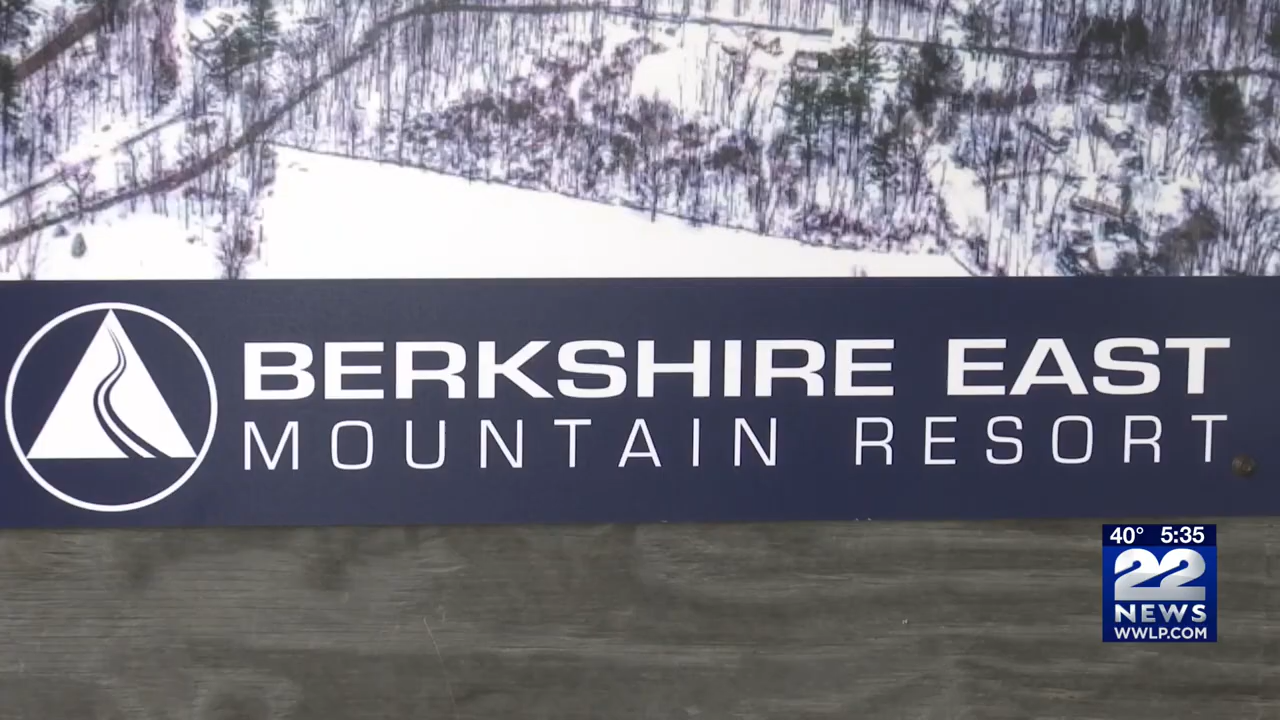 BERKSHIRE EAST
MOUNTAIN RESORT
40° 5:35
22
NEWS
WWLP.COM